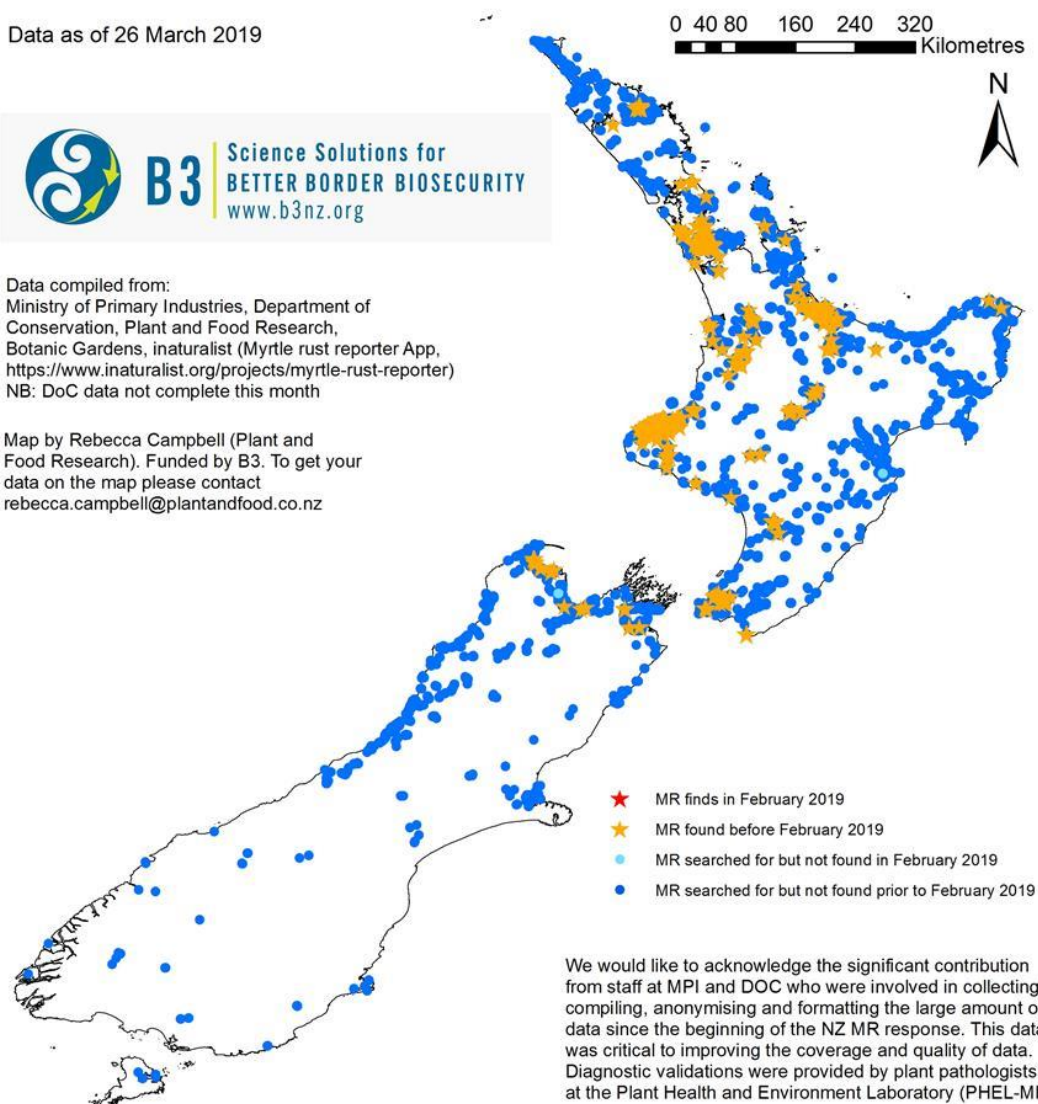 Data as of 26 March 2019
0 40 80 160 240 320
Kilometres
N
B3
Science Solutions for
BETTER BORDER BIOSECURITY
www.b3nz.org
Data compiled from:
Ministry of Primary Industries, Department of
Conservation, Plant and Food Research,
Botanic Gardens, inaturalist (Myrtle rust reporter App,
https://www.inaturalist.org/projects/myrtle-rust-reporter)
NB: DoC data not complete this month
Map by Rebecca Campbell (Plant and
Food Research). Funded by B3. To get your
data on the map please contact
rebecca.campbell@plantandfood.co.nz
MR finds in February 2019
MR found before February 2019
MR searched for but not found in February 2019
MR searched for but not found prior to February 2019
We would like to acknowledge the significant contribution
from staff at MPI and DOC who were involved in collecting,
compiling, anonymising and formatting the large amount o
data since the beginning of the NZ MR response. This data
was critical to improving the coverage and quality of data.
Diagnostic validations were provided by plant pathologists
at the Plant Health and Environment Laboratory (PHEL-MP